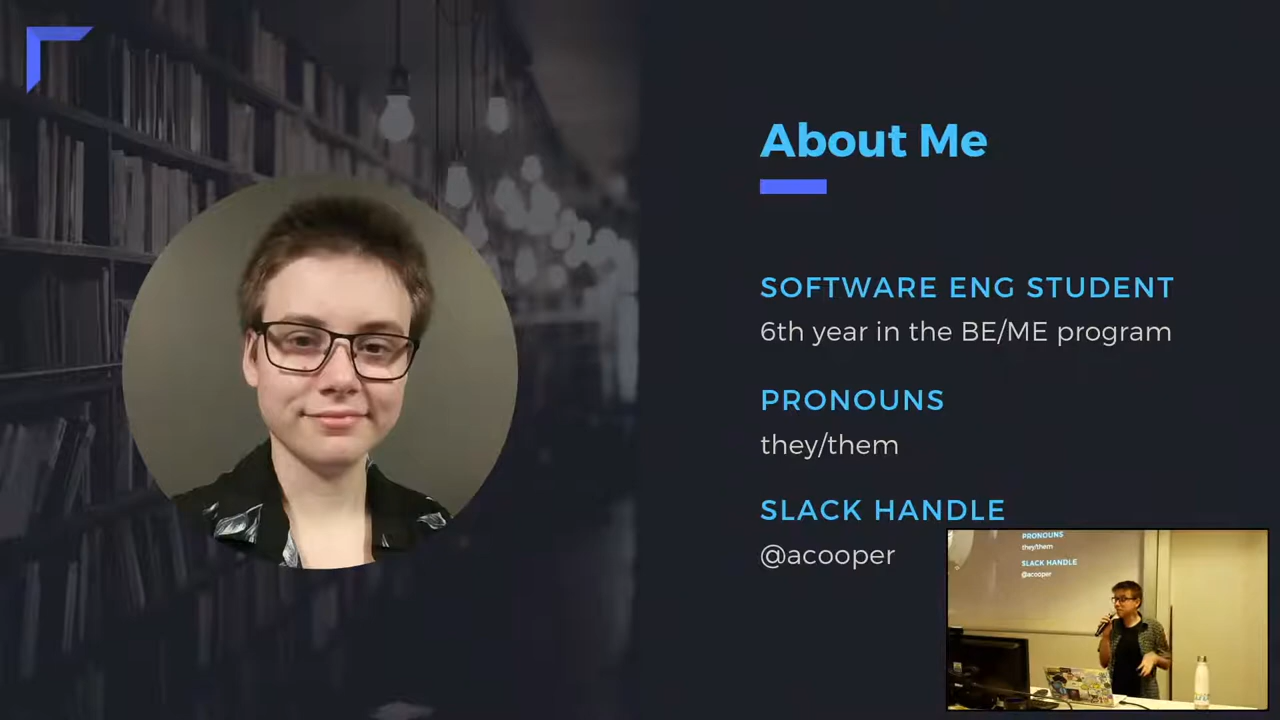 About Me
SOFTWARE ENG STUDENT
6th year in the BE/ME program
PRONOUNS
they/them
SLACK HANDLE
@acooper
PRONOUNS
they/them
SLACK HANDLE
@acooper